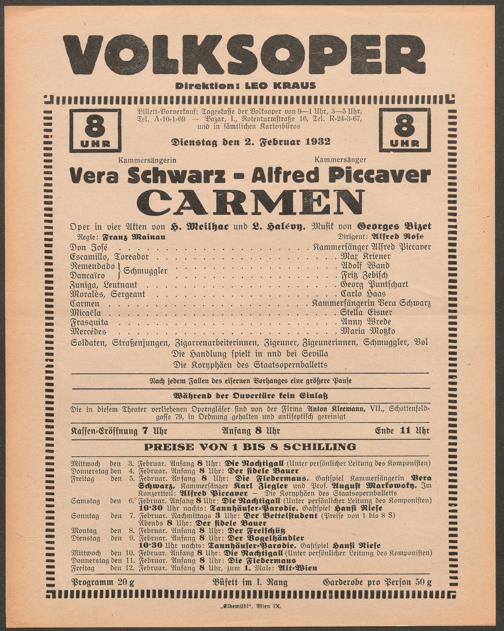 VOLKSOPER
Direktion: LEO KRAUS
8 UHR
Billett-Vorverkauf: Tageskasse der Volksoper von 9—1 Uhr, 3—5 Uhr,
Tel. A-10-1-69 — Bazar, I., Rotenturmstraße 16, Tel. R-24-3-67,
und in sämtlichen Kartenbüros
8 UHR
Dienstag den 2. Februar 1932
Kammersängerin Kammersänger
Vera Schwarz - Alfred Piccaver
CARMEN
Oper in vier Akten von H. Meilhac und L. Halévy. Musik von Georges Bizet
Regie: Franz Mainau Dirigent: Alfred Rosé
Don José Kammersänger Alfred Piccaver
Escamillo, Toreador Max Kriener
Remendado } Schmuggler Adolf Wand
Dancaïro } Fritz Zebisch
Zuniga, Leutnant Georg Puntschart
Moralès, Sergeant Carlo Haas
Carmen Kammersängerin Vera Schwarz
Micaëla Stella Eisner
Frasquita Anny Wrede
Mercédes Maria Motzko
Soldaten, Straßenjungen, Zigarrenarbeiterinnen, Zigeuner, Zigeunerinnen, Schmuggler, Vol
Die Handlung spielt in und bei Sevilla
Die Koryphäen des Staatsopernballetts
Nach jedem Fallen des eisernen Vorhanges eine größere Pause
Während der Ouvertüre kein Einlaß
Die in diesem Theater verliehenen Operngläser sind von der Firma Anton Kleemann, VII., Schottenfeld-
gasse 79, in Ordnung gehalten und antiseptisch gereinigt
Kassen-Eröffnung 7 Uhr Anfang 8 Uhr Ende 11 Uhr
PREISE VON 1 BIS 8 SCHILLING
Mittwoch den 3. Februar. Anfang 8 Uhr: Die Nachtigall (Unter persönlicher Leitung des Komponisten)
Donnerstag den 4. Februar. Anfang 8 Uhr: Der fidele Bauer
Freitag den 5. Februar. Anfang 8 Uhr: Die Fledermaus. Gastspiel Kammersängerin Vera
Schwarz, Kammersänger Karl Ziegler und Prof. August Markowsky. Im
Konzertteil: Alfred Piccaver — Die Koryphäen des Staatsopernballetts
Samstag den 6. Februar. Anfang 8 Uhr: Die Nachtigall (Unter persönlicher Leitung des Komponisten)
10·30 Uhr nachts: Tannhäuser-Parodie. Gastspiel Hansi Niese
Sonntag den 7. Februar. Nachmittags 3 Uhr: Der Bettelstudent (Preise von 1 bis 8 S)
Abends 8 Uhr: Der fidele Bauer
Montag den 8. Februar. Anfang 8 Uhr: Der Freischütz
Dienstag den 9. Februar. Anfang 8 Uhr: Der Vogelhändler
10·30 Uhr nachts: Tannhäuser-Parodie. Gastspiel Hansi Niese
Mittwoch den 10. Februar. Anfang 8 Uhr: Die Nachtigall (Unter persönlicher Leitung des Komponisten)
Donnerstag den 11. Februar. Anfang 8 Uhr: Die Fledermaus
Freitag den 12. Februar. Anfang 8 Uhr, zum 1. Male: Alt-Wien
Programm 20 g Büfett im I. Rang Garderobe pro Person 50 g
„Elbemühl“, Wien IX.